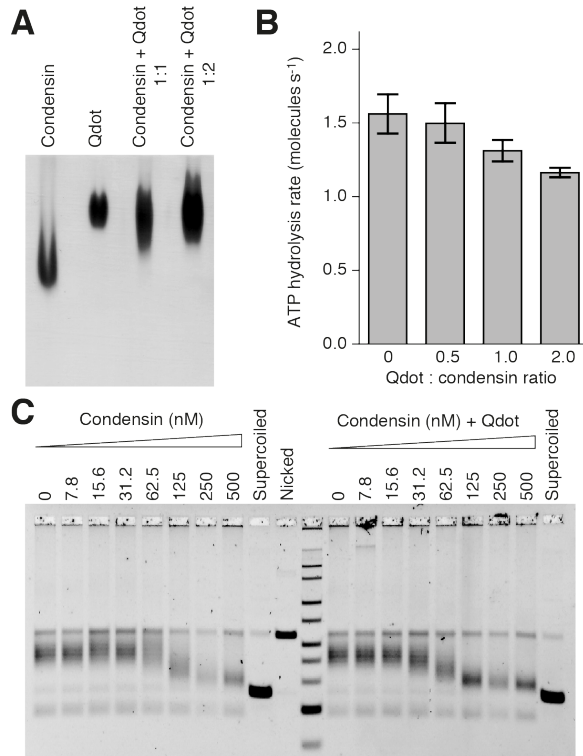 A
Condensin
Qdot
Condensin + Qdot
1:1
Condensin + Qdot
1:2
B
ATP hydrolysis rate (molecules s-1)
2.0
1.5
1.0
0.5
0.0
0 0.5 1.0 2.0
Qdot : condensin ratio
C
Condensin (nM)
0 7.8 15.6 31.2 62.5 125 250 500 Supercoiled Nicked
Condensin (nM) + Qdot
0 7.8 15.6 31.2 62.5 125 250 500 Supercoiled